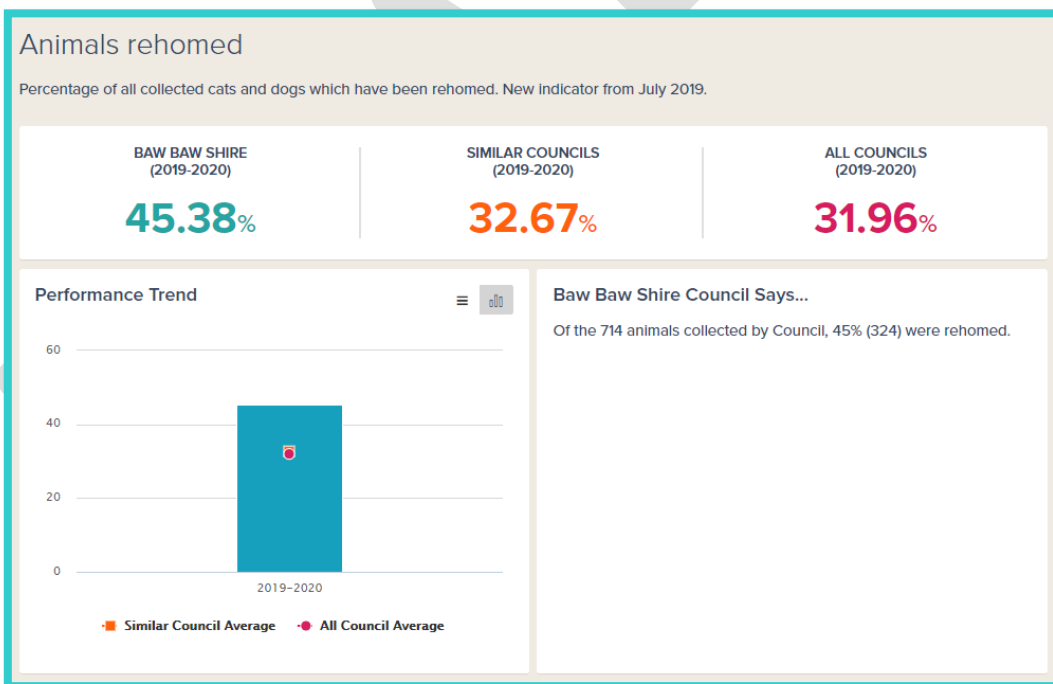 Animals rehomed
Percentage of all collected cats and dogs which have been rehomed. New indicator from July 2019.
BAW BAW SHIRE
(2019-2020)
45.38%
SIMILAR COUNCILS
(2019-2020)
32.67%
ALL COUNCILS
(2019-2020)
31.96%
Performance Trend
60
40
20
0
2019-2020
Similar Council Average
All Council Average
Baw Baw Shire Council Says...
Of the 714 animals collected by Council, 45% (324) were rehomed.